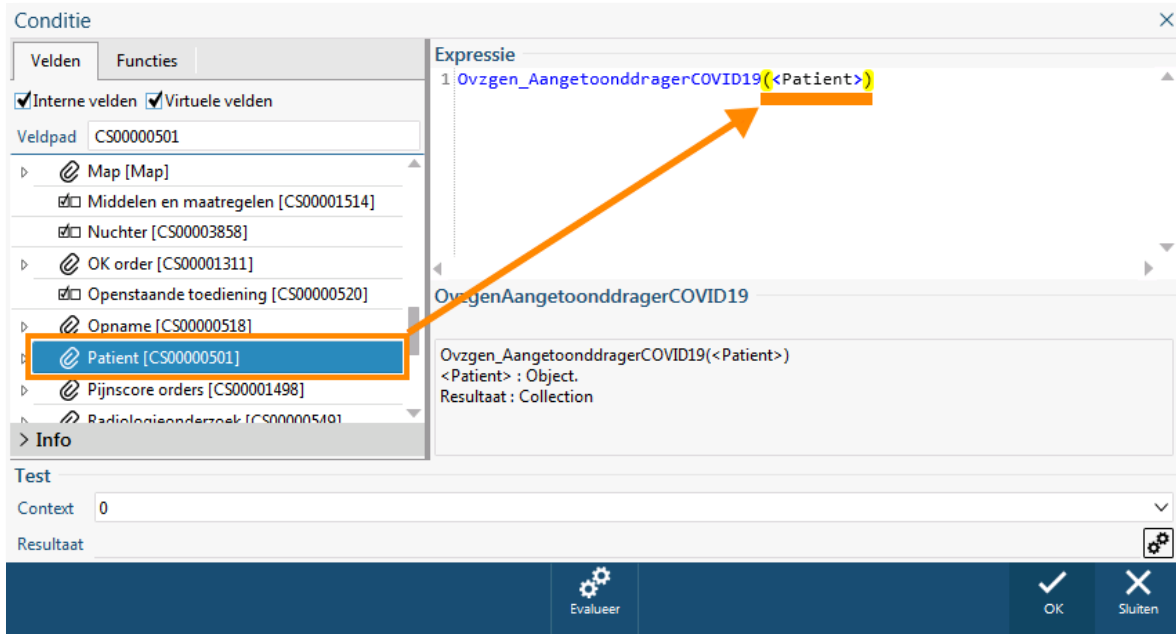 Conditie
Velden
Functies
Interne velden
Virtuele velden
Veldpad
CS00000501
Map [Map]
Middelen en maatregelen [CS00001514]
Nuchter [CS00003858]
OK order [CS00001311]
Openstaande toediening [CS00000520]
Opname [CS00000518]
Patient [CS00000501]
Pijnscore orders [CS00001498]
Radiologieonderzoek [CS00000549]
> Info
Expressie
1 Ovzgen_AangetoonddragerCOVID19(<Patient>)
OvzgenAangetoonddragerCOVID19
Ovzgen_AangetoonddragerCOVID19(<Patient>)
<Patient> : Object.
Resultaat : Collection
Test
Context
0
Resultaat
Evalueer
OK
Sluiten